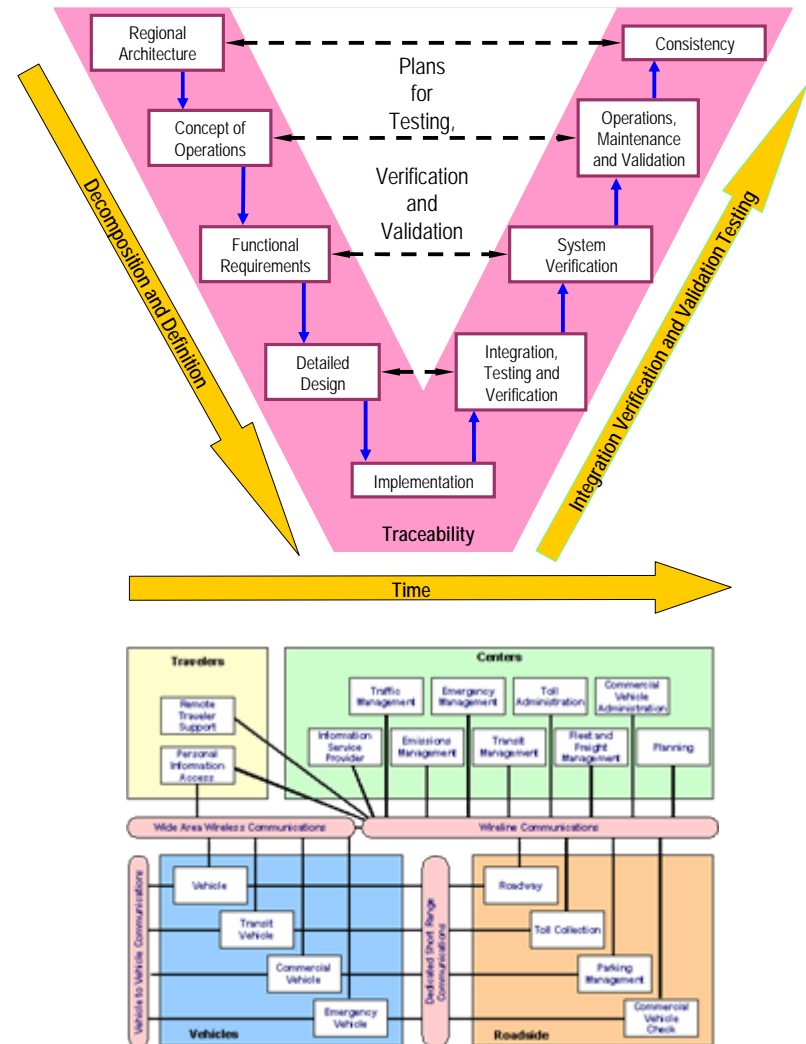 Regional
Architecture
Consistency
Plans
for
Testing,
Concept of
Operations
Operations,
Maintenance
and Validation
Verification
and
Validation
Functional
Requirements
System
Verification
Detailed
Design
Integration,
Testing and
Verification
Implementation
Traceability
Decomposition and Definition
Integration Verification and Validation Testing
Time
Travelers
Remote
Traveler
Support
Personal
Information
Access
Centers
Traffic
Management
Emergency
Management
Toll
Administration
Commercial
Vehicle
Administration
Information
Service
Provider
Emissions
Management
Transit
Management
Fleet and
Freight
Management
Planning
Wide Area Wireless Communications
Wireline Communications
Vehicle to Vehicle Communications
Vehicle
Transit
Vehicle
Commercial
Vehicle
Emergency
Vehicle
Vehicles
Dedicated Short Range
Communications
Roadway
Toll Collection
Parking
Management
Commercial
Vehicle
Check
Roadside